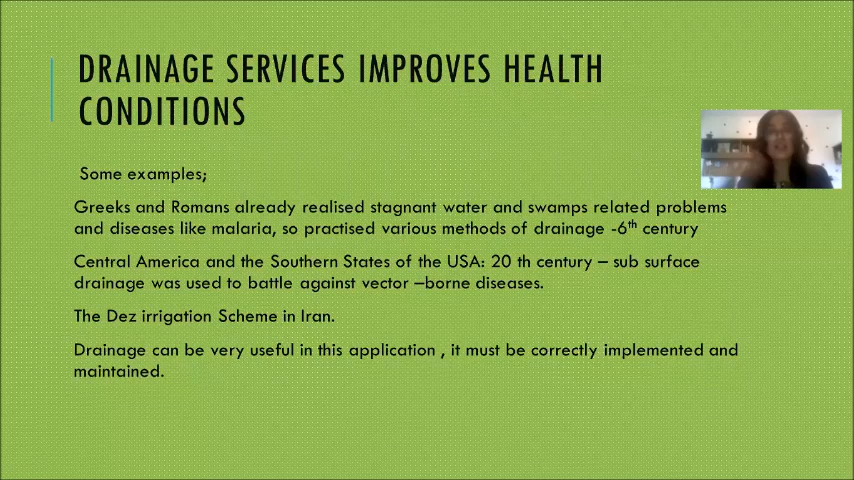 DRAINAGE SERVICES IMPROVES HEALTH
CONDITIONS
Some examples;
Greeks and Romans already realised stagnant water and swamps related problems
and diseases like malaria, so practised various methods of drainage -6th century
Central America and the Southern States of the USA: 20 th century – sub surface
drainage was used to battle against vector –borne diseases.
The Dez irrigation Scheme in Iran.
Drainage can be very useful in this application , it must be correctly implemented and
maintained.